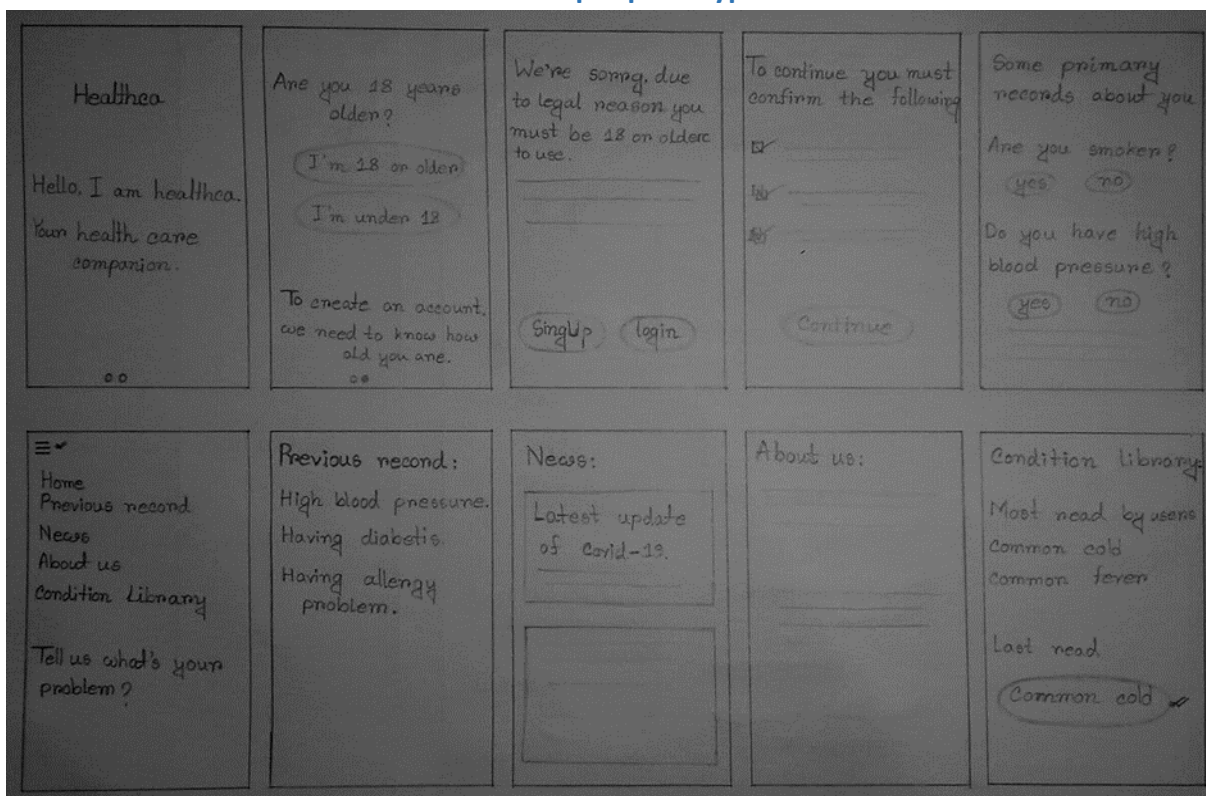 Healthca
Hello, I am healthca.
Your health care
companion.
Are you 18 years
older?
I'm 18 or older
I'm under 18
To create an account,
we need to know how
old you are.
We're sorrg, due
to legal reason you
must be 18 or older
to use.
SingUp
login
To continue you must
confirm the following
Continue
Some primary
records about you
Are you smoker?
yes no
Do you have high
blood pressure?
yes no
Home
Previous record
News
About us
Condition Library
Tell us what's your
problem?
Previous record:
High blood pressure.
Having diabetis.
Having allergy
problem.
News:
Latest update
of Covid-19.
About us:
Condition library:
Most read by users
Common cold
Common fever
Last read
Common cold